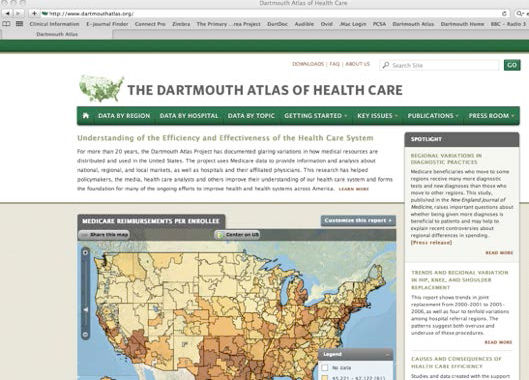 Dartmouth Atlas of Health Care
http://www.dartmouthatlas.org/
Clinical Information E-Journal Finder Connect Pro Zimbra The Primary ...rea Project DartDoc Audible Ovid .Mac Login PCSA Dartmouth Atlas Dartmouth Home BBC - Radio 3
Dartmouth Atlas
DOWNLOADS | FAQ | ABOUT US
Search Site
GO
THE DARTMOUTH ATLAS OF HEALTH CARE
DATA BY REGION DATA BY HOSPITAL DATA BY TOPIC GETTING STARTED KEY ISSUES PUBLICATIONS PRESS ROOM
Understanding of the Efficiency and Effectiveness of the Health Care System
For more than 20 years, the Dartmouth Atlas Project has documented glaring variations in how medical resources are
distributed and used in the United States. The project uses Medicare data to provide information and analysis about
national, regional, and local markets, as well as hospitals and their affiliated physicians. This research has helped
policymakers, the media, health care analysts and others improve their understanding of our health care system and forms
the foundation for many of the ongoing efforts to improve health and health systems across America. LEARN MORE
MEDICARE REIMBURSEMENTS PER ENROLLEE
Customize this report
Share this map
Center on US
Legend
No data
$5,221 - $7,122 (81)
SPOTLIGHT
REGIONAL VARIATIONS IN
DIAGNOSTIC PRACTICES
Medicare beneficiaries who move to some
regions receive many more diagnostic
tests and new diagnoses than those who
move to other regions. This study,
published in the New England Journal of
Medicine, raises important questions about
whether being given more diagnoses is
beneficial to patients and may help to
explain recent controversies about
regional differences in spending.
[Press release]
READ MORE
TRENDS AND REGIONAL VARIATION
IN HIP, KNEE, AND SHOULDER
REPLACEMENT
This report shows trends in joint
replacement from 2000-2001 to 2005-
2006, as well as four to tenfold variations
among hospital referral regions. The
patterns suggest both overuse and
underuse of these procedures.
READ MORE
CAUSES AND CONSEQUENCES OF
HEALTH CARE EFFICIENCY
Studies and data created with the support